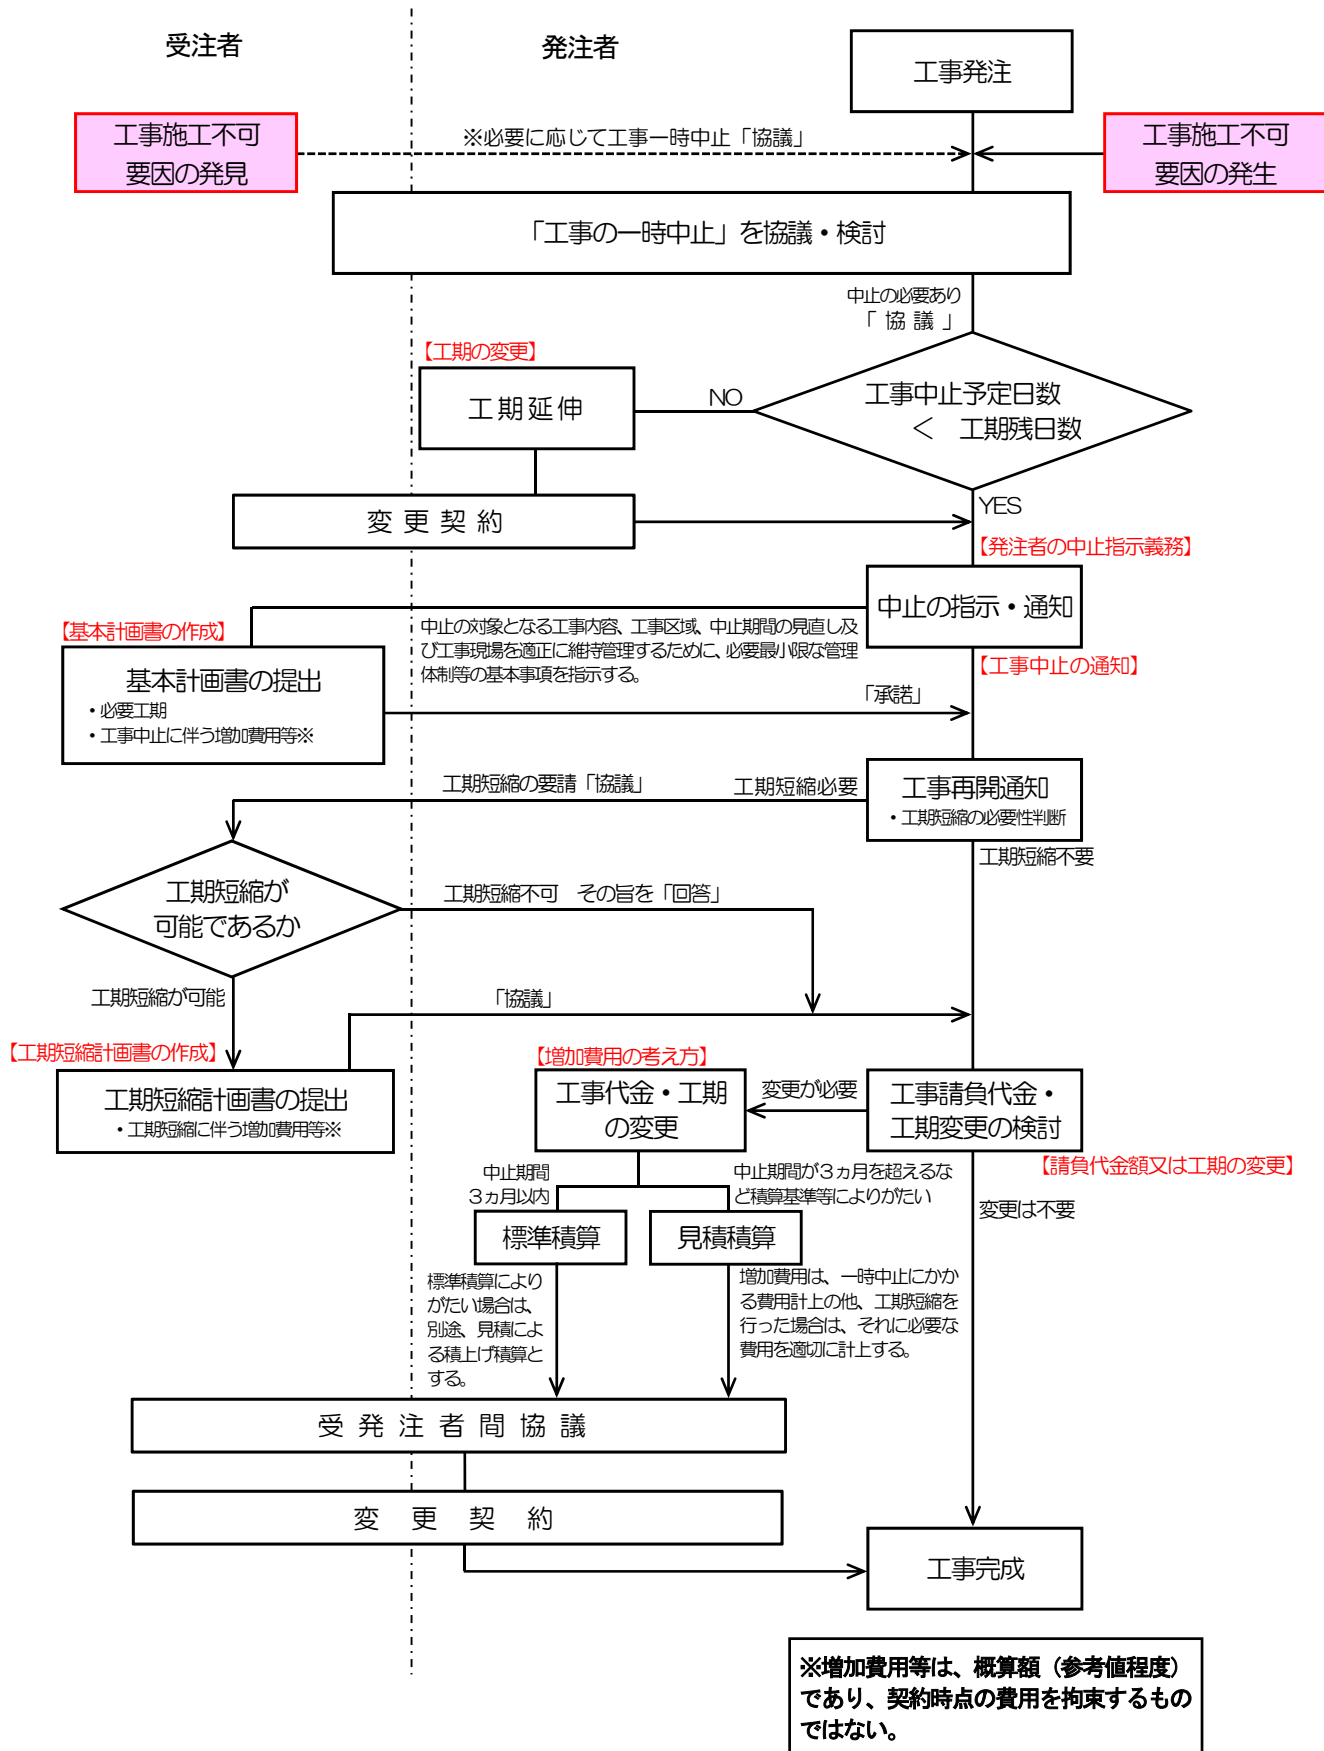 受注者
発注者
工事発注
工事施工不可
要因の発見
※必要に応じて工事一時中止「協議」
工事施工不可
要因の発生
「工事の一時中止」を協議・検討
中止の必要あり
「 協 議 」
【工期の変更】
工期延伸
NO
工事中止予定日数
＜　工期残日数
変更契約
YES
【発注者の中止指示義務】
中止の指示・通知
【基本計画書の作成】
中止の対象となる工事内容、工事区域、中止期間の見直し及
び工事現場を適正に維持管理するために、必要最小限な管理
体制等の基本事項を指示する。
【工事中止の通知】
基本計画書の提出
・必要工期
・工事中止に伴う増加費用等※
「承諾」
工期短縮の要請「協議」
工期短縮必要
工事再開通知
・工期短縮の必要性判断
工期短縮不要
工期短縮が
可能であるか
工期短縮不可　その旨を「回答」
工期短縮が可能
「協議」
【工期短縮計画書の作成】
工期短縮計画書の提出
・工期短縮に伴う増加費用等※
【増加費用の考え方】
工事代金・工期
の変更
変更が必要
工事請負代金・
工期変更の検討
【請負代金額又は工期の変更】
中止期間
３ヵ月以内
中止期間が３ヵ月を超えるな
ど積算基準等によりがたい
変更は不要
標準積算
見積積算
標準積算により
がたい場合は、
別途、見積によ
る積上げ積算と
する。
増加費用は、一時中止にかか
る費用計上の他、工期短縮を
行った場合は、それに必要な
費用を適切に計上する。
受発注者間協議
変更契約
工事完成
※増加費用等は、概算額（参考値程度）
であり、契約時点の費用を拘束するもの
ではない。